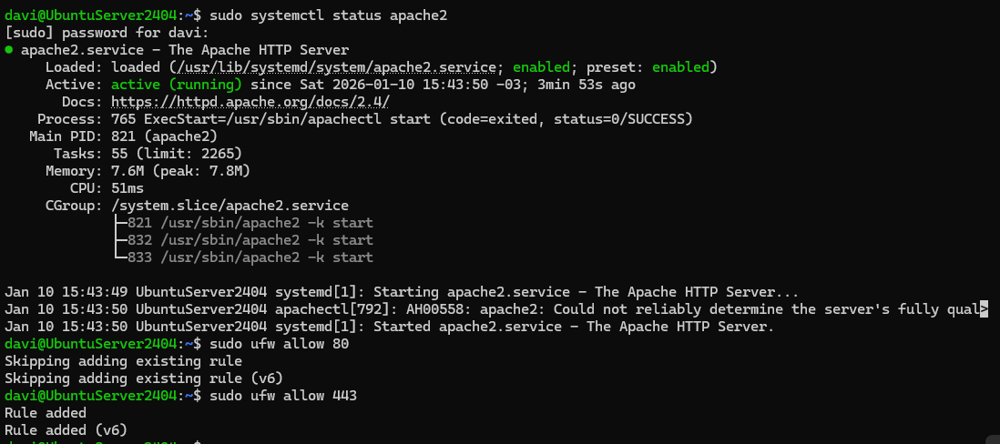 davi@UbuntuServer2404:~$ sudo systemctl status apache2
[sudo] password for davi:
● apache2.service - The Apache HTTP Server
     Loaded: loaded (/usr/lib/systemd/system/apache2.service; enabled; preset: enabled)
     Active: active (running) since Sat 2026-01-10 15:43:50 -03; 3min 53s ago
       Docs: https://httpd.apache.org/docs/2.4/
    Process: 765 ExecStart=/usr/sbin/apachectl start (code=exited, status=0/SUCCESS)
   Main PID: 821 (apache2)
      Tasks: 55 (limit: 2265)
     Memory: 7.6M (peak: 7.8M)
        CPU: 51ms
     CGroup: /system.slice/apache2.service
             ├─821 /usr/sbin/apache2 -k start
             ├─832 /usr/sbin/apache2 -k start
             └─833 /usr/sbin/apache2 -k start

Jan 10 15:43:49 UbuntuServer2404 systemd[1]: Starting apache2.service - The Apache HTTP Server...
Jan 10 15:43:50 UbuntuServer2404 apachectl[792]: AH00558: apache2: Could not reliably determine the server's fully qual>
Jan 10 15:43:50 UbuntuServer2404 systemd[1]: Started apache2.service - The Apache HTTP Server.
davi@UbuntuServer2404:~$ sudo ufw allow 80
Skipping adding existing rule
Skipping adding existing rule (v6)
davi@UbuntuServer2404:~$ sudo ufw allow 443
Rule added
Rule added (v6)
davi@UbuntuServer2404:~$